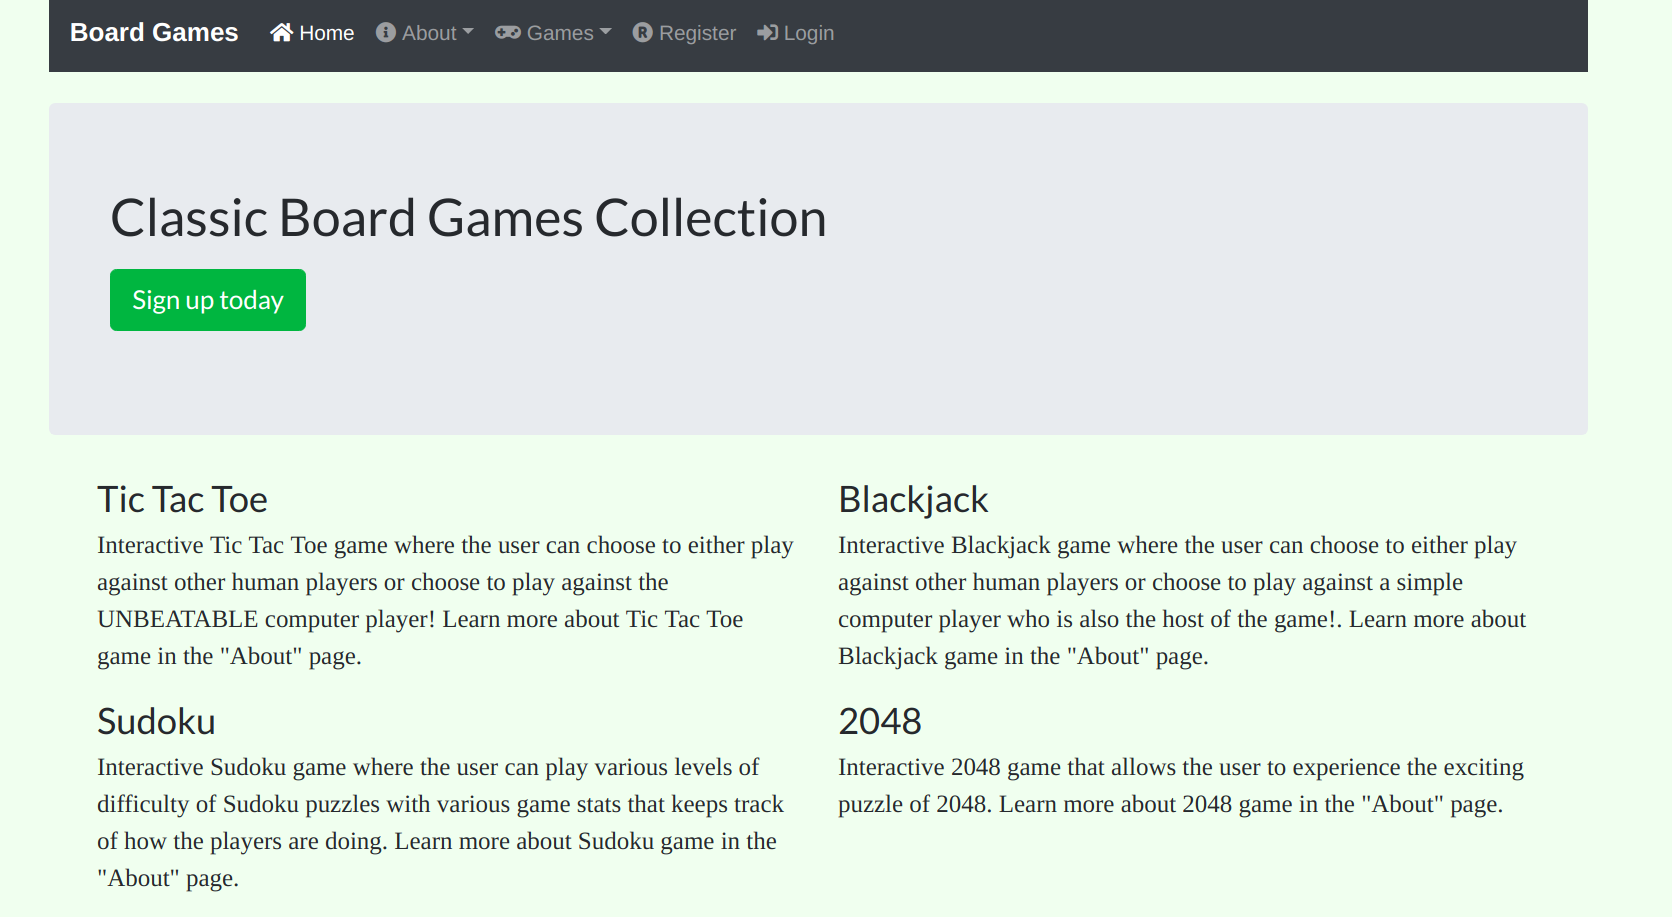 Board Games Home About Games Register Login
Classic Board Games Collection
Sign up today
Tic Tac Toe
Interactive Tic Tac Toe game where the user can choose to either play
against other human players or choose to play against the
UNBEATABLE computer player! Learn more about Tic Tac Toe
game in the "About" page.
Blackjack
Interactive Blackjack game where the user can choose to either play
against other human players or choose to play against a simple
computer player who is also the host of the game!. Learn more about
Blackjack game in the "About" page.
Sudoku
Interactive Sudoku game where the user can play various levels of
difficulty of Sudoku puzzles with various game stats that keeps track
of how the players are doing. Learn more about Sudoku game in the
"About" page.
2048
Interactive 2048 game that allows the user to experience the exciting
puzzle of 2048. Learn more about 2048 game in the "About" page.